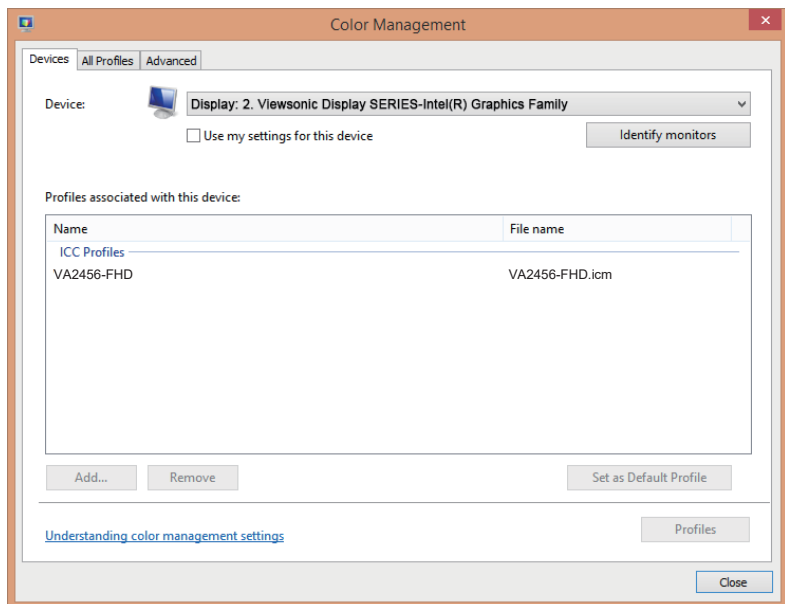 Color Management
Devices All Profiles Advanced
Device: Display: 2. Viewsonic Display SERIES-Intel(R) Graphics Family
Use my settings for this device Identify monitors
Profiles associated with this device:
Name File name
ICC Profiles
VA2456-FHD VA2456-FHD.icm
Add... Remove Set as Default Profile
Understanding color management settings Profiles
Close